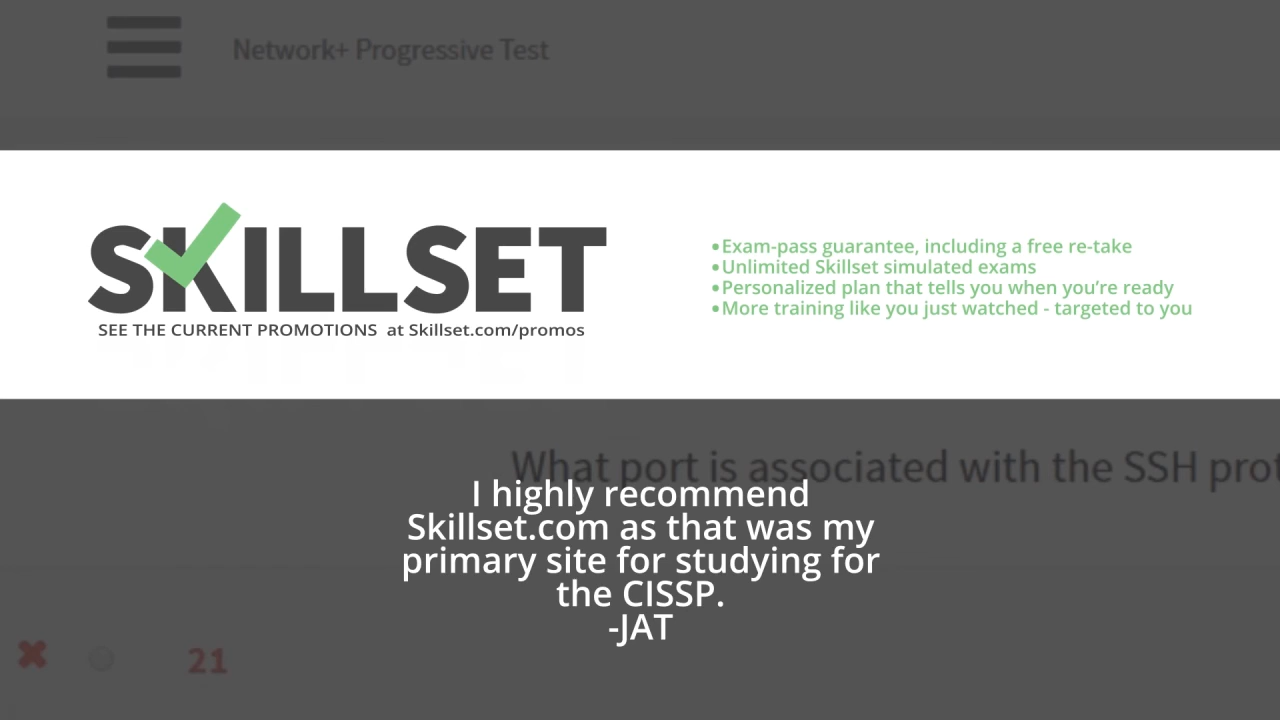 Network+ Progressive Test
SKILLSET
SEE THE CURRENT PROMOTIONS at Skillset.com/promos
•Exam-pass guarantee, including a free re-take
•Unlimited Skillset simulated exams
•Personalized plan that tells you when you're ready
•More training like you just watched - targeted to you
What port is associated with the SSH prot
I highly recommend
Skillset.com as that was my
primary site for studying for
the CISSP.
-JAT
21